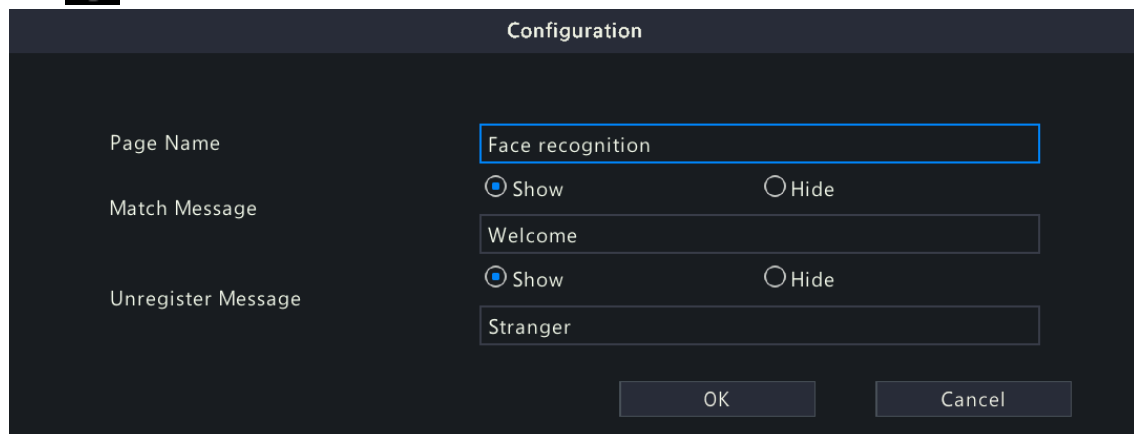 Configuration
Page Name
Face recognition
Show Hide
Match Message
Welcome
Show Hide
Unregister Message
Stranger
OK Cancel